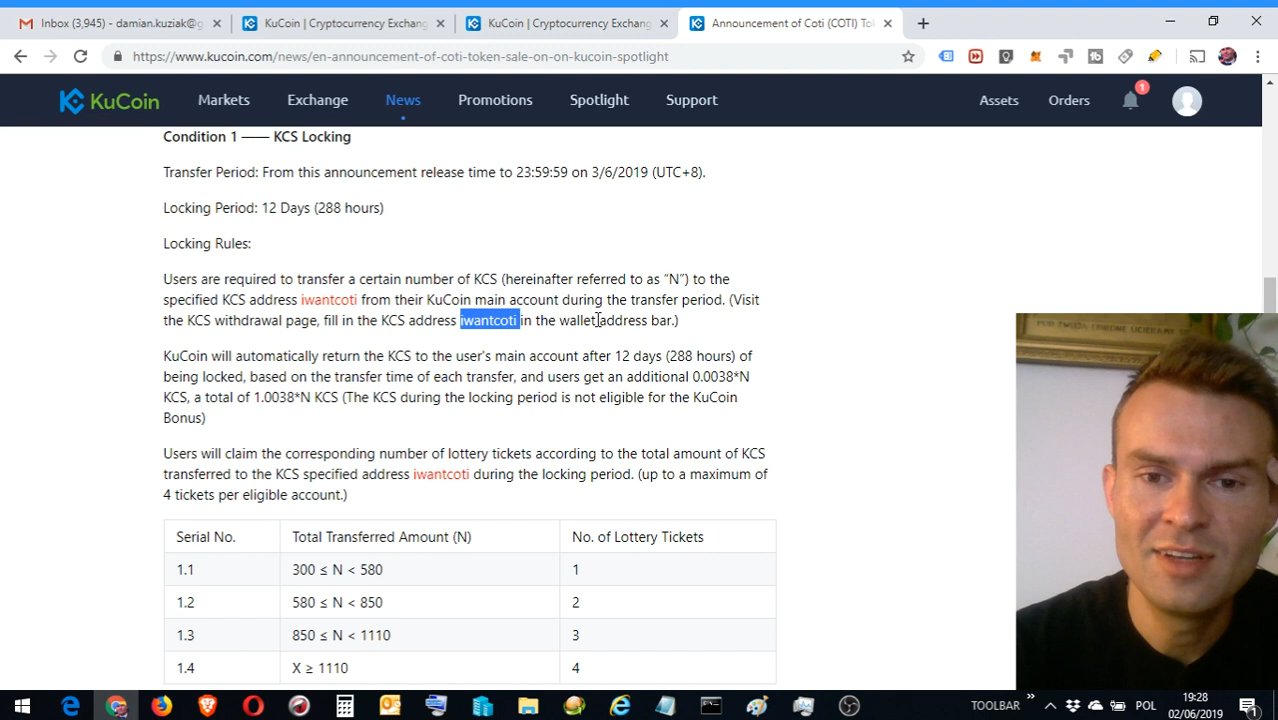 Inbox (3,945) - damian.kuziak@g
KuCoin | Cryptocurrency Exchang
KuCoin | Cryptocurrency Exchang
Announcement of Coti (COTI) Tok
https://www.kucoin.com/news/en-announcement-of-coti-token-sale-on-on-kucoin-spotlight
KuCoin Markets Exchange News Promotions Spotlight Support Assets Orders 1
Condition 1 —— KCS Locking
Transfer Period: From this announcement release time to 23:59:59 on 3/6/2019 (UTC+8).
Locking Period: 12 Days (288 hours)
Locking Rules:
Users are required to transfer a certain number of KCS (hereinafter referred to as “N”) to the
specified KCS address iwantcoti from their KuCoin main account during the transfer period. (Visit
the KCS withdrawal page, fill in the KCS address iwantcoti in the wallet address bar.)
KuCoin will automatically return the KCS to the user's main account after 12 days (288 hours) of
being locked, based on the transfer time of each transfer, and users get an additional 0.0038*N
KCS, a total of 1.0038*N KCS (The KCS during the locking period is not eligible for the KuCoin
Bonus)
Users will claim the corresponding number of lottery tickets according to the total amount of KCS
transferred to the KCS specified address iwantcoti during the locking period. (up to a maximum of
4 tickets per eligible account.)
Serial No. Total Transferred Amount (N) No. of Lottery Tickets
1.1 300 ≤ N < 580 1
1.2 580 ≤ N < 850 2
1.3 850 ≤ N < 1110 3
1.4 X ≥ 1110 4
TOOLBAR » POL 19:28
02/06/2019 1